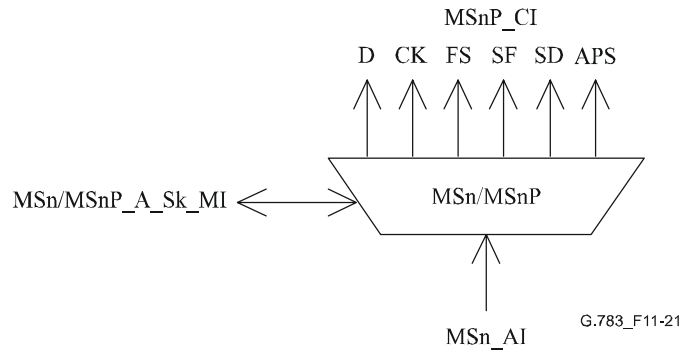 MSnP_CI
D CK FS SF SD APS
MSn/MSnP
MSn/MSnP_A_Sk_MI
G.783_F11-21
MSn_AI